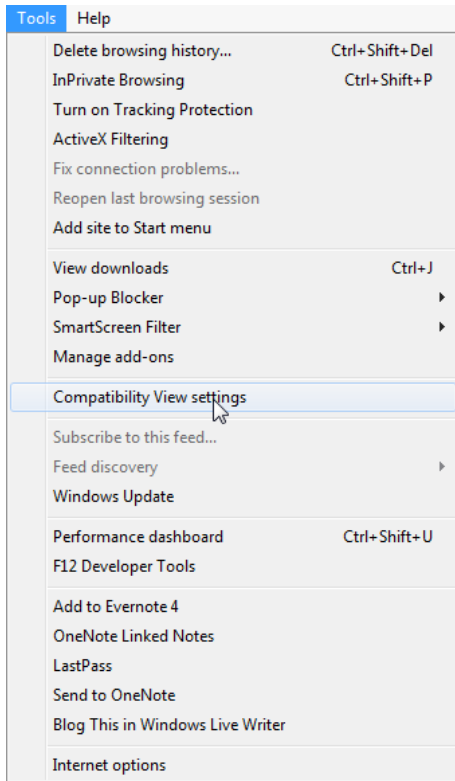 Tools Help
Delete browsing history... Ctrl+Shift+Del
InPrivate Browsing Ctrl+Shift+P
Turn on Tracking Protection
ActiveX Filtering
Fix connection problems...
Reopen last browsing session
Add site to Start menu
View downloads Ctrl+J
Pop-up Blocker
SmartScreen Filter
Manage add-ons
Compatibility View settings
Subscribe to this feed...
Feed discovery
Windows Update
Performance dashboard Ctrl+Shift+U
F12 Developer Tools
Add to Evernote 4
OneNote Linked Notes
LastPass
Send to OneNote
Blog This in Windows Live Writer
Internet options